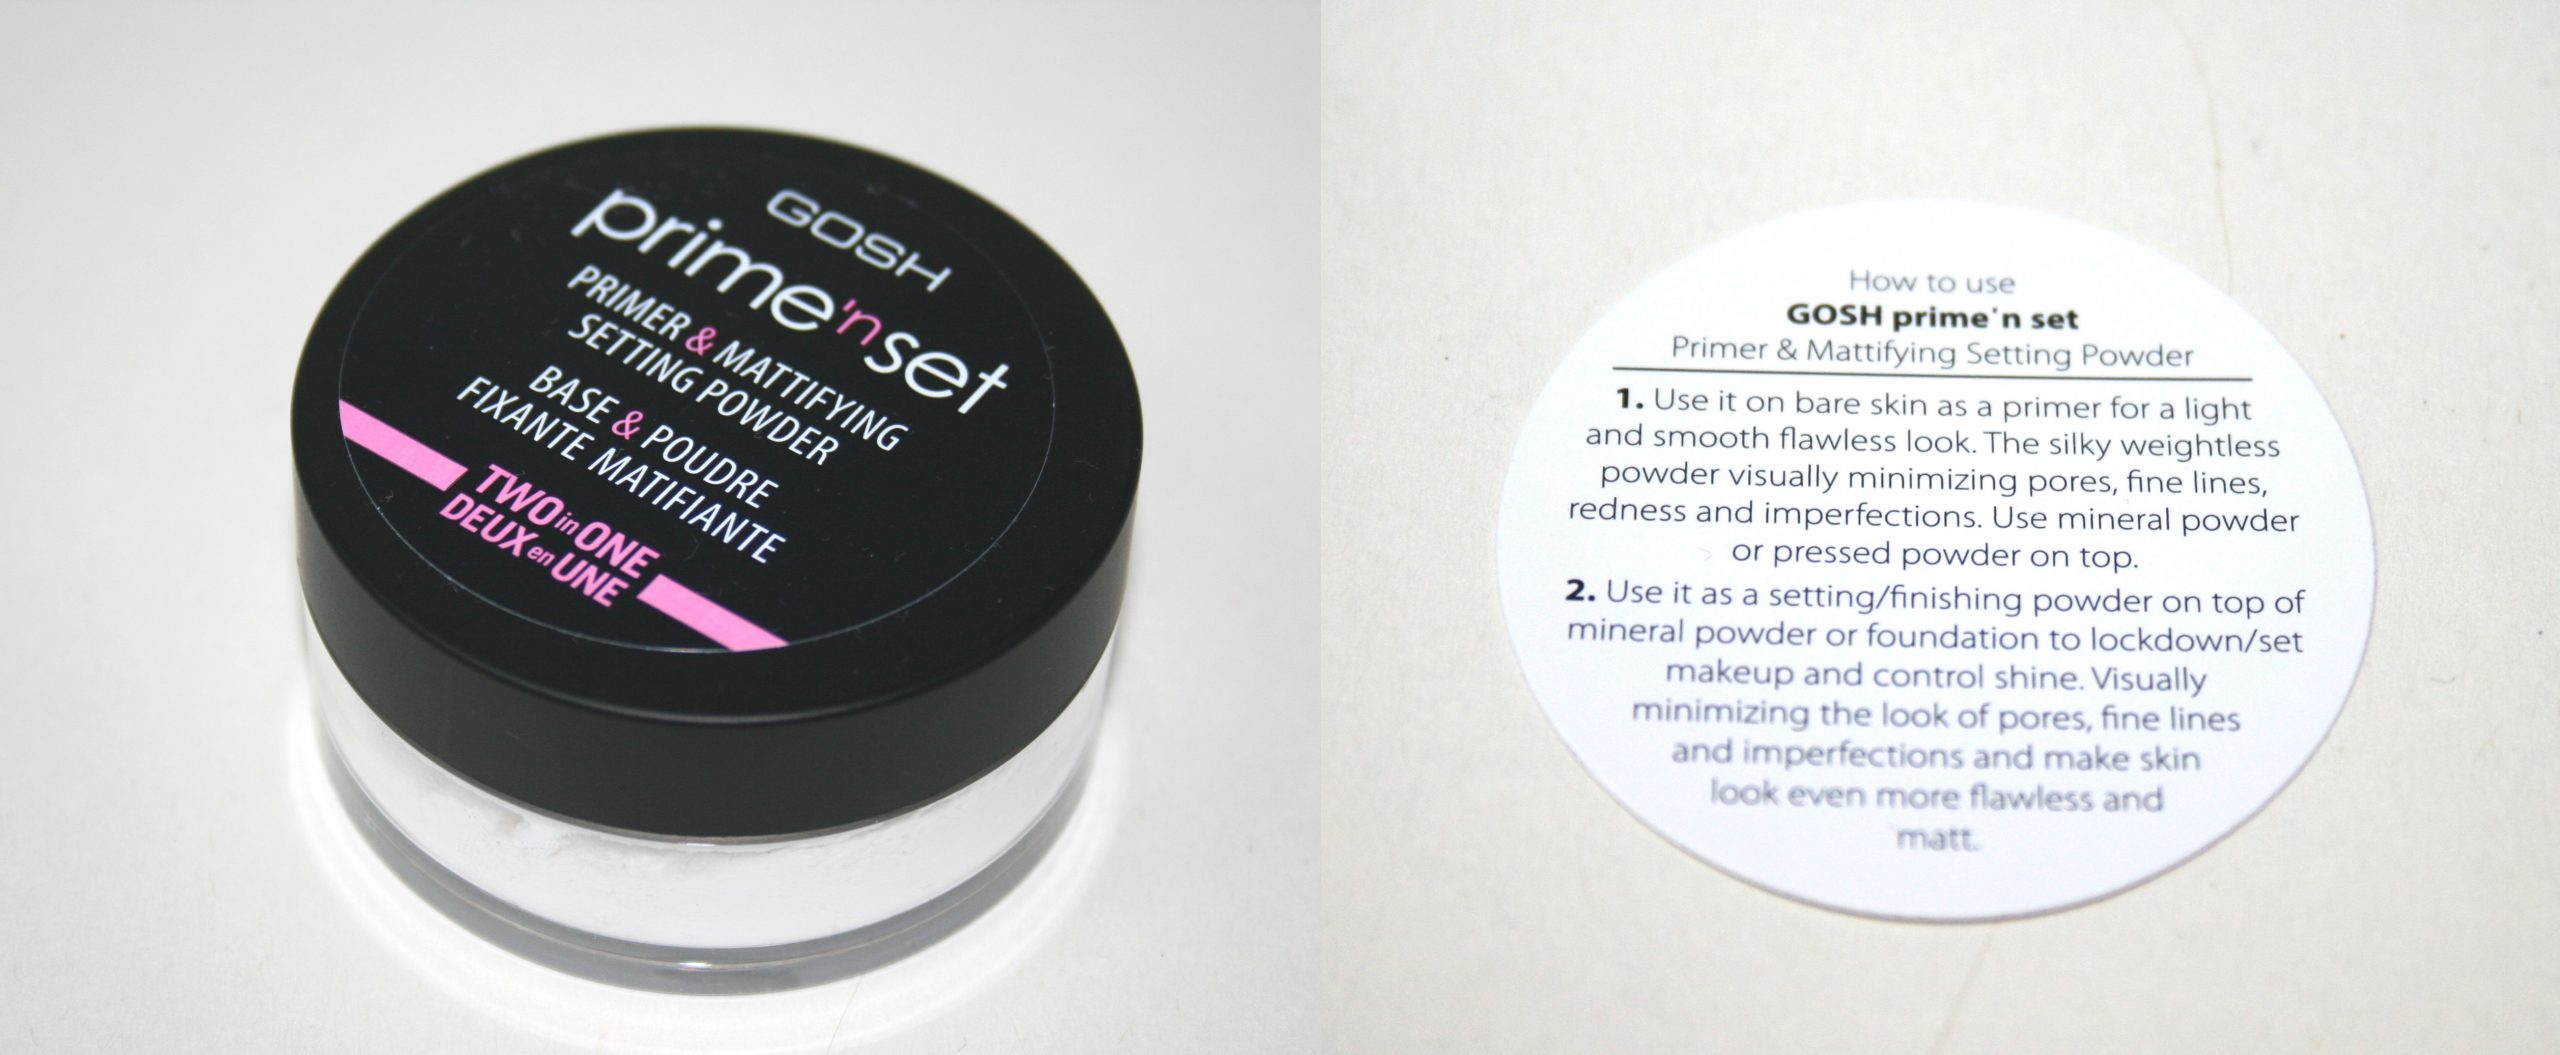 GOSH
prime'n set
PRIMER & MATTIFYING
SETTING POWDER
BASE & POUDRE
FIXANTE MATIFIANTE
TWO in ONE
DEUX en UNE
How to use
GOSH prime'n set
Primer & Mattifying Setting Powder
1. Use it on bare skin as a primer for a light
and smooth flawless look. The silky weightless
powder visually minimizing pores, fine lines,
redness and imperfections. Use mineral powder
or pressed powder on top.
2. Use it as a setting/finishing powder on top of
mineral powder or foundation to lockdown/set
makeup and control shine. Visually
minimizing the look of pores, fine lines
and imperfections and make skin
look even more flawless and
matt.